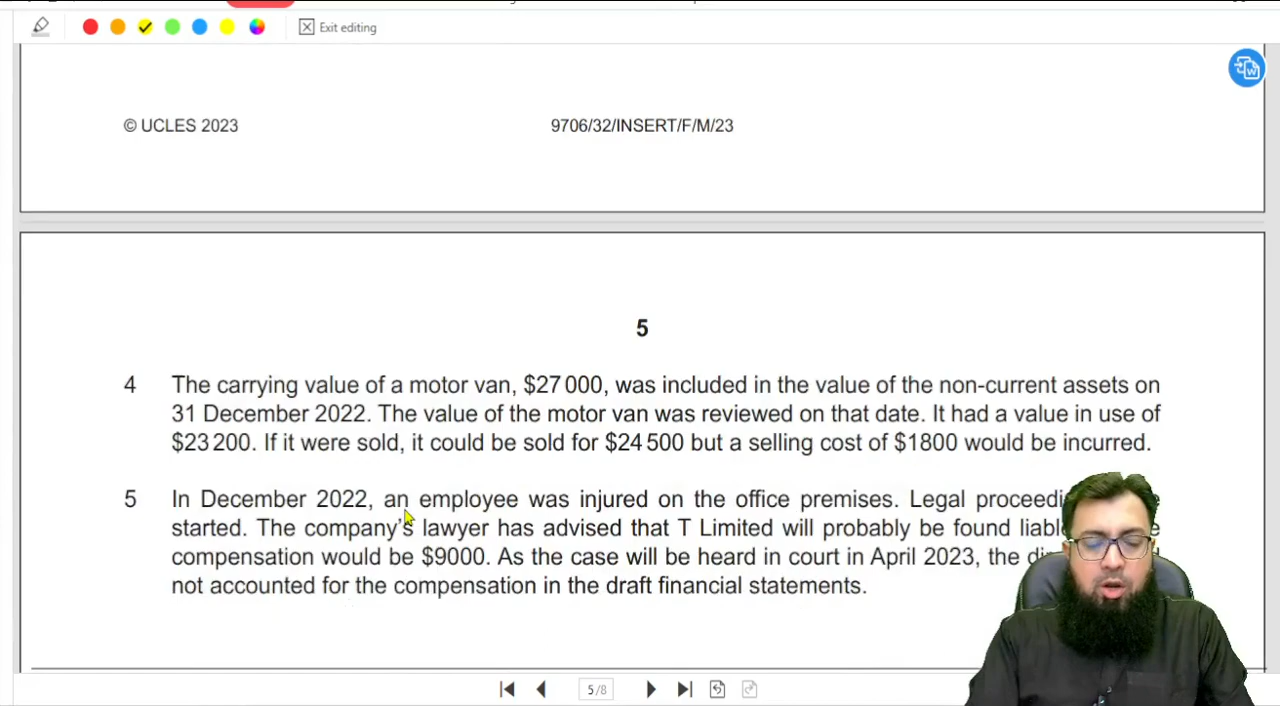 Exit editing
© UCLES 2023 9706/32/INSERT/F/M/23
5
4 The carrying value of a motor van, $27 000, was included in the value of the non-current assets on
31 December 2022. The value of the motor van was reviewed on that date. It had a value in use of
$23 200. If it were sold, it could be sold for $24 500 but a selling cost of $1800 would be incurred.
5 In December 2022, an employee was injured on the office premises. Legal
started. The company's lawyer has advised that T Limited will probably be found
compensation would be $9000. As the case will be heard in court in April 2023, the
not accounted for the compensation in the draft financial statements.
5/8